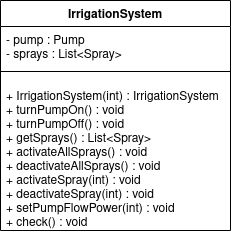 IrrigationSystem
- pump : Pump
- sprays : List<Spray>
+ IrrigationSystem(int) : IrrigationSystem
+ turnPumpOn() : void
+ turnPumpOff() : void
+ getSprays() : List<Spray>
+ activateAllSprays() : void
+ deactivateAllSprays() : void
+ activateSpray(int) : void
+ deactivateSpray(int) : void
+ setPumpFlowPower(int) : void
+ check() : void